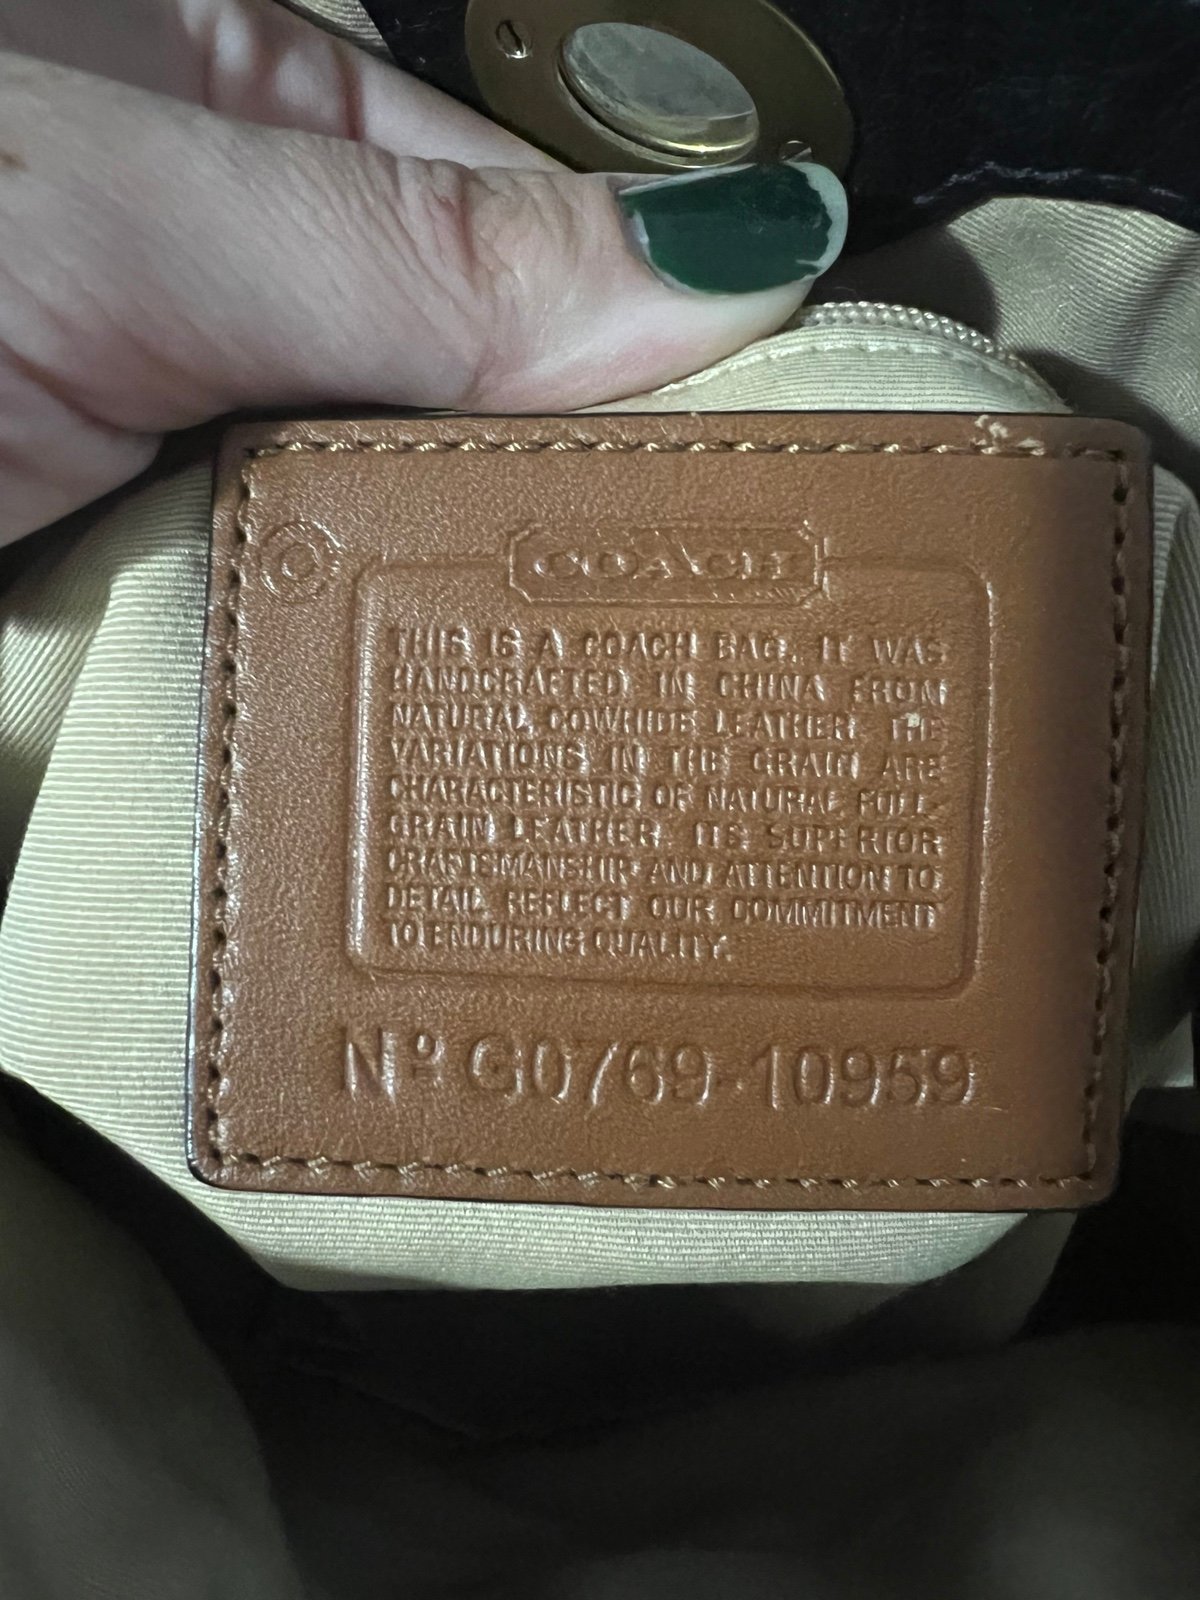 COACH
THIS IS A COACH BAG. IT WAS
HANDCRAFTED IN CHINA FROM
NATURAL COWHIDE LEATHER. THE
VARIATIONS IN THE GRAIN ARE
CHARACTERISTIC OF NATURAL FULL-
GRAIN LEATHER. ITS SUPERIOR
CRAFTSMANSHIP AND ATTENTION TO
DETAIL REFLECT OUR COMMITMENT
TO ENDURING QUALITY.
Nº G0769-10959